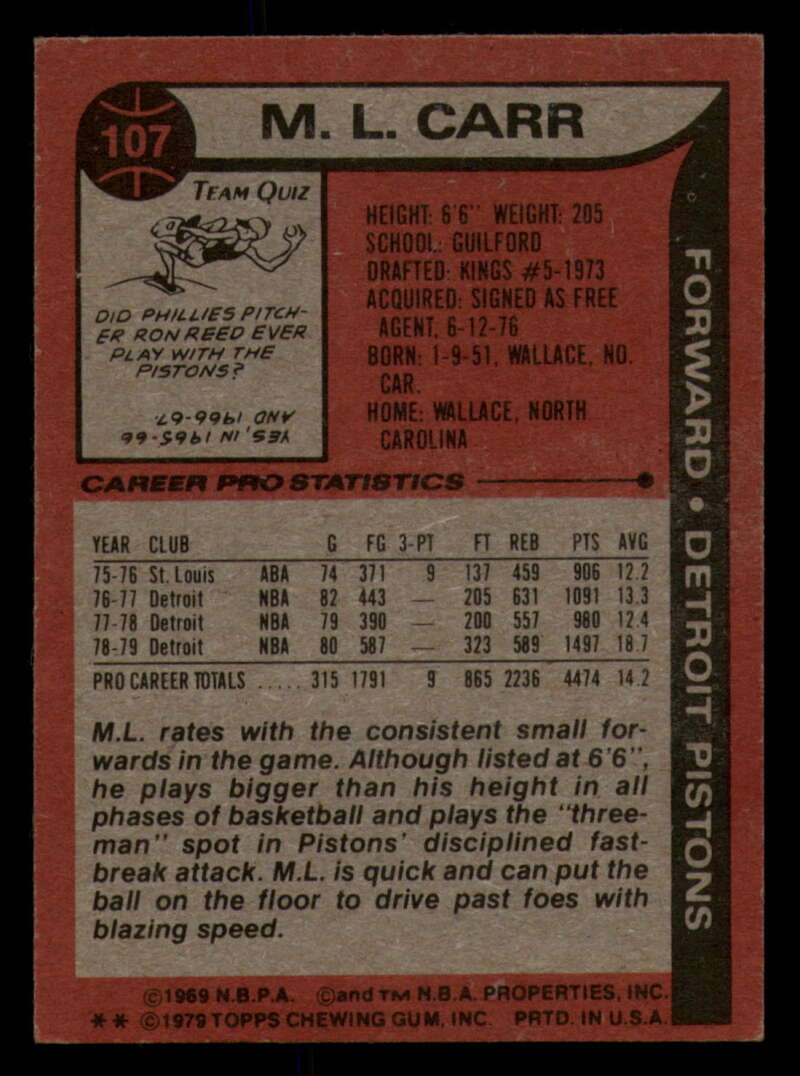 107
M. L. CARR
TEAM QUIZ
DID PHILLIES PITCH-
ER RON REED EVER
PLAY WITH THE
PISTONS?
YES, IN 1965-66
AND 1966-67.
HEIGHT: 6'6" WEIGHT: 205
SCHOOL: GUILFORD
DRAFTED: KINGS #5-1973
ACQUIRED: SIGNED AS FREE
AGENT, 6-12-76
BORN: 1-9-51, WALLACE, NO.
CAR.
HOME: WALLACE, NORTH
CAROLINA
FORWARD • DETROIT PISTONS
CAREER PRO STATISTICS
YEAR CLUB G FG 3-PT FT REB PTS AVG
75-76 St. Louis ABA 74 371 9 137 459 906 12.2
76-77 Detroit NBA 82 443 — 205 631 1091 13.3
77-78 Detroit NBA 79 390 — 200 557 980 12.4
78-79 Detroit NBA 80 587 — 323 589 1497 18.7
PRO CAREER TOTALS ..... 315 1791 9 865 2236 4474 14.2
M.L. rates with the consistent small for-
wards in the game. Although listed at 6'6",
he plays bigger than his height in all
phases of basketball and plays the "three-
man" spot in Pistons' disciplined fast-
break attack. M.L. is quick and can put the
ball on the floor to drive past foes with
blazing speed.
©1969 N.B.P.A. ©and TM N.B.A. PROPERTIES, INC.
** ©1979 TOPPS CHEWING GUM, INC. PRTD. IN U.S.A.